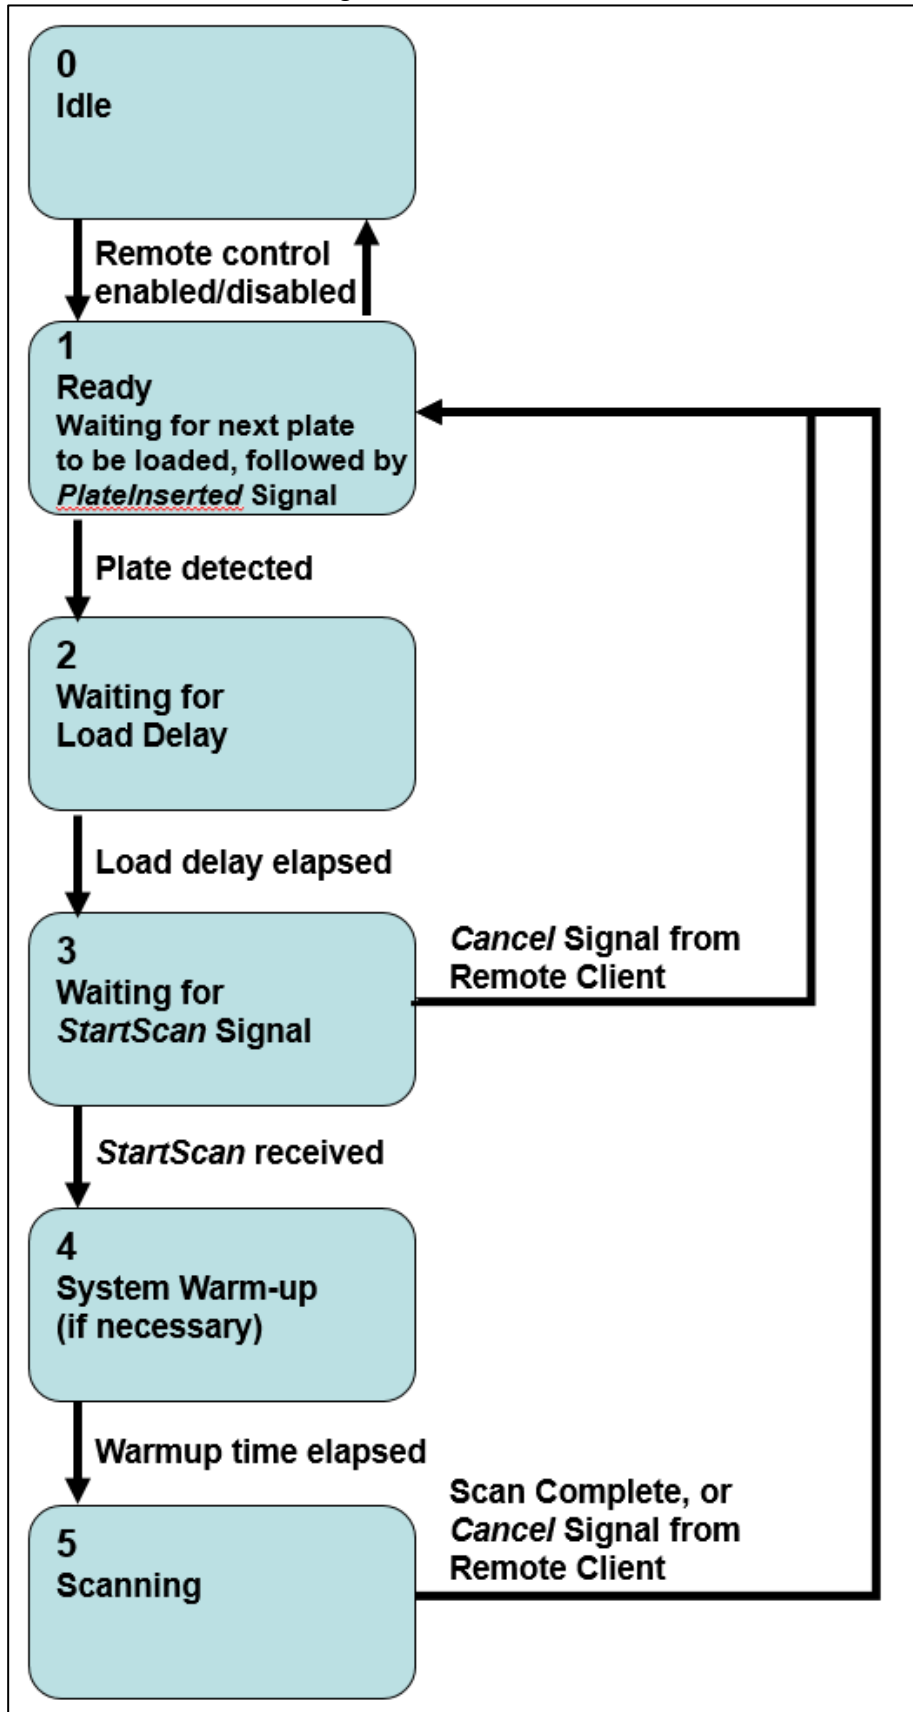 0
Idle
Remote control
enabled/disabled
1
Ready
Waiting for next plate
to be loaded, followed by
PlateInserted Signal
Plate detected
2
Waiting for
Load Delay
Load delay elapsed
3
Waiting for
StartScan Signal
Cancel Signal from
Remote Client
StartScan received
4
System Warm-up
(if necessary)
Warmup time elapsed
5
Scanning
Scan Complete, or
Cancel Signal from
Remote Client